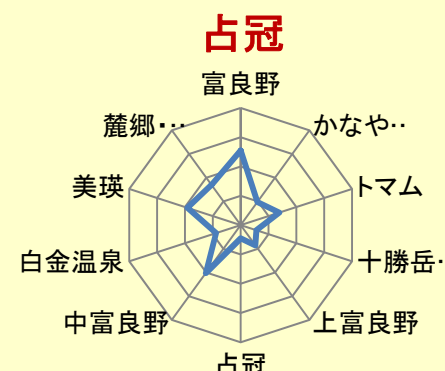 占冠
富良野
かなや‥
トマム
十勝岳‥
上富良野
占冠
中富良野
白金温泉
美瑛
麓郷・‥